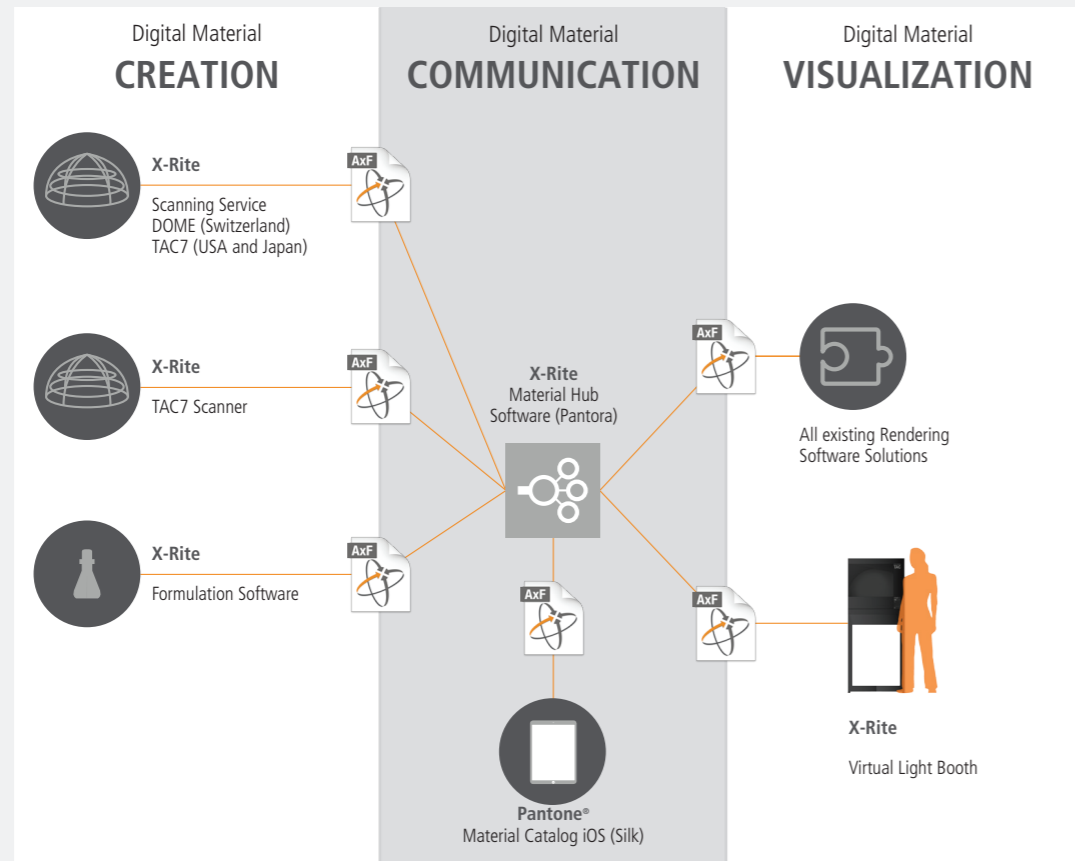 Digital Material
CREATION
Digital Material
COMMUNICATION
Digital Material
VISUALIZATION
X-Rite
Scanning Service
DOME (Switzerland)
TAC7 (USA and Japan)
AxF
X-Rite
TAC7 Scanner
AxF
X-Rite
Formulation Software
AxF
X-Rite
Material Hub
Software (Pantora)
AxF
Pantone®
Material Catalog iOS (Silk)
AxF
All existing Rendering
Software Solutions
AxF
X-Rite
Virtual Light Booth